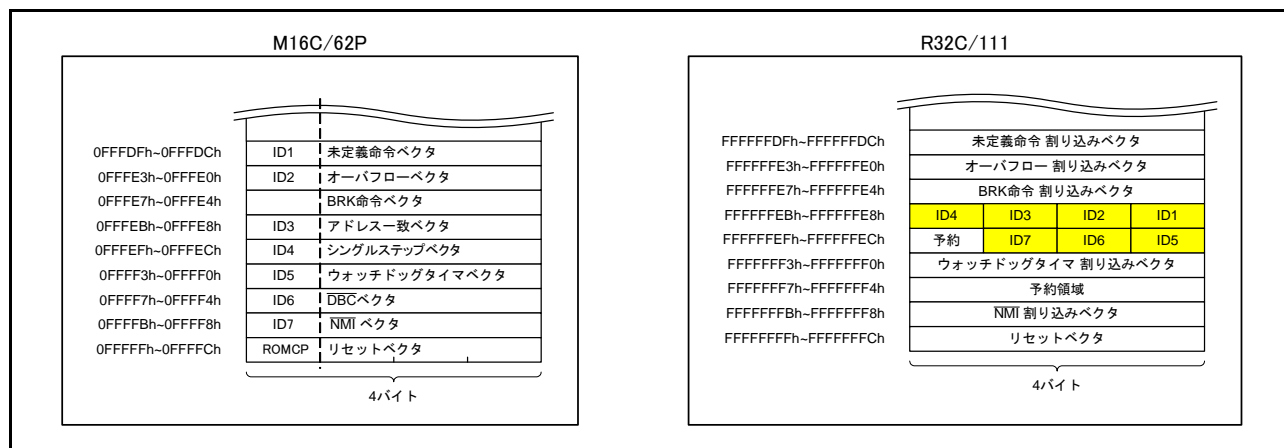 M16C/62P
0FFFDFh~0FFFDCh ID1 未定義命令ベクタ
0FFFE3h~0FFFE0h ID2 オーバフローベクタ
0FFFE7h~0FFFE4h BRK命令ベクタ
0FFFEBh~0FFFE8h ID3 アドレス一致ベクタ
0FFFEFh~0FFFECh ID4 シングルステップベクタ
0FFFF3h~0FFFF0h ID5 ウォッチドッグタイマベクタ
0FFFF7h~0FFFF4h ID6 DBCベクタ
0FFFFBh~0FFFF8h ID7 NMI ベクタ
0FFFFFh~0FFFFCh ROMCP リセットベクタ
4バイト
R32C/111
FFFFFFDFh~FFFFFFDCh 未定義命令 割り込みベクタ
FFFFFFE3h~FFFFFFE0h オーバフロー 割り込みベクタ
FFFFFFE7h~FFFFFFE4h BRK命令 割り込みベクタ
FFFFFFEBh~FFFFFFE8h ID4 ID3 ID2 ID1
FFFFFFEFh~FFFFFFECh 予約 ID7 ID6 ID5
FFFFFFF3h~FFFFFFF0h ウォッチドッグタイマ 割り込みベクタ
FFFFFFF7h~FFFFFFF4h 予約領域
FFFFFFFBh~FFFFFFF8h NMI 割り込みベクタ
FFFFFFFFh~FFFFFFFCh リセットベクタ
4バイト